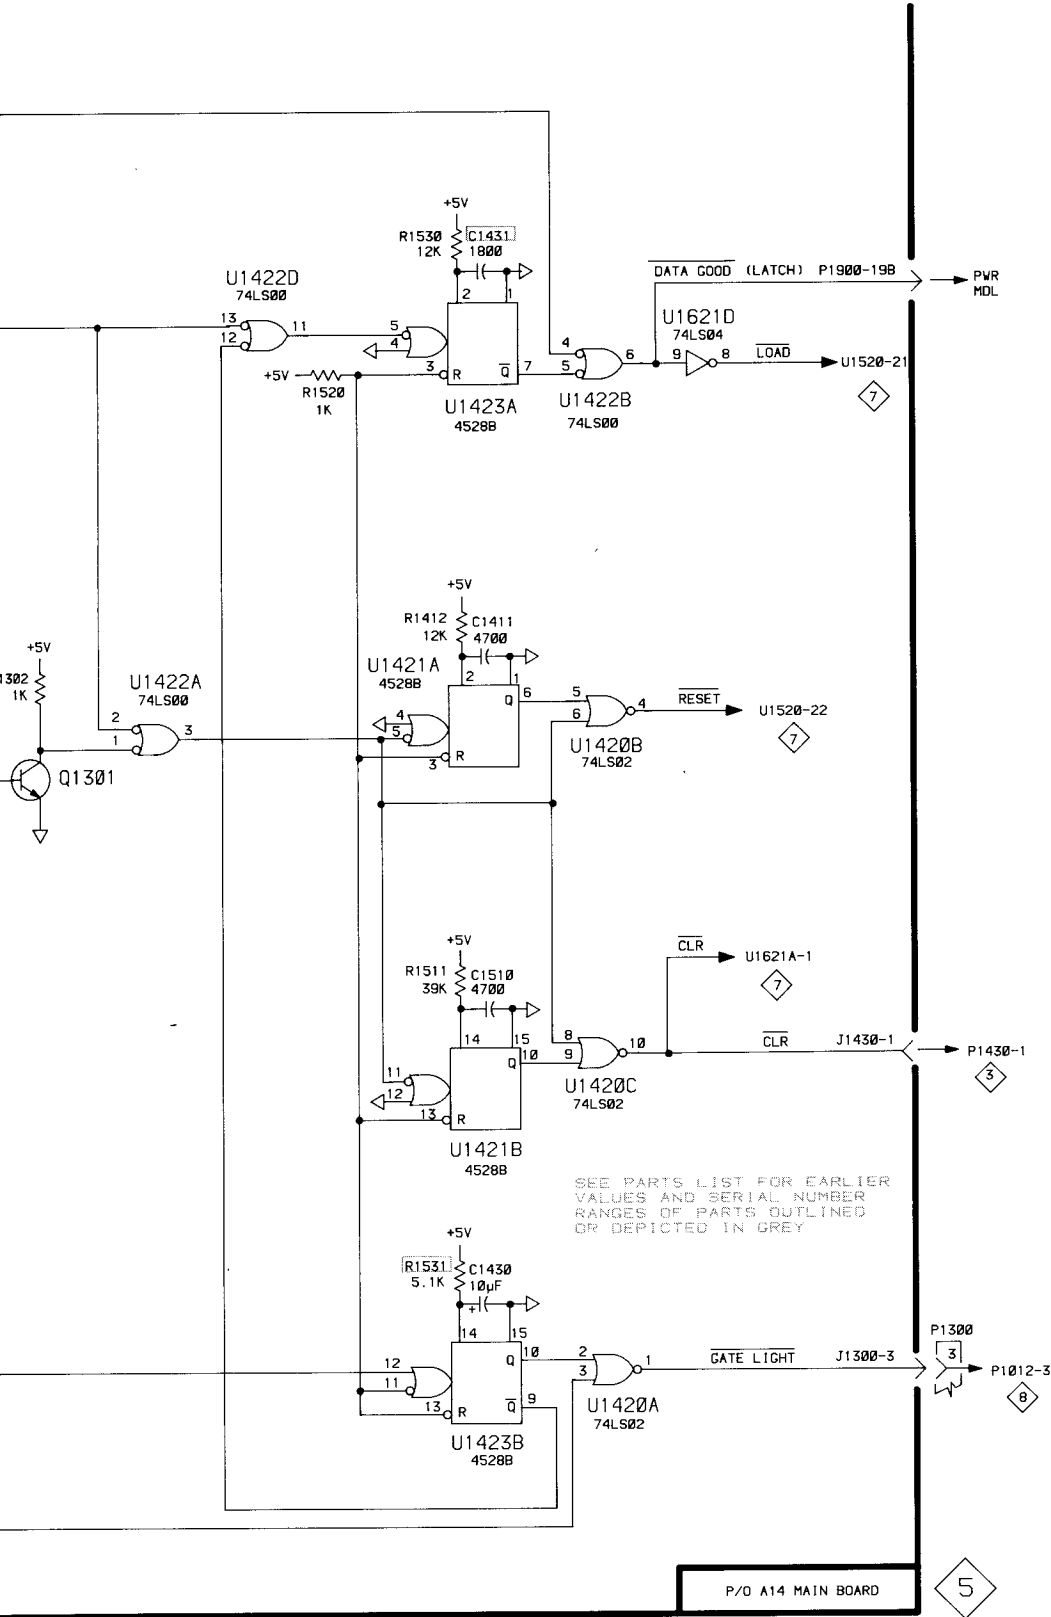 +5V
R1530
12K
C1431
1800
DATA GOOD (LATCH) P1900-19B
PWR
MDL
U1422D
74LS00
13
12
11
5
4
2
1
3
R
Q
7
U1423A
4528B
+5V
R1520
1K
4
5
6
U1422B
74LS00
U1621D
74LS04
9
8
LOAD
U1520-21
7
+5V
R1412
12K
C1411
4700
+5V
1302
1K
U1422A
74LS00
2
1
3
Q1301
U1421A
4528B
2
1
4
5
3
R
Q
6
5
6
4
RESET
U1520-22
7
U1420B
74LS02
+5V
R1511
39K
C1510
4700
CLR
U1621A-1
7
14
15
11
12
13
R
Q
10
8
9
10
CLR
J1430-1
P1430-1
3
U1420C
74LS02
U1421B
4528B
SEE PARTS LIST FOR EARLIER
VALUES AND SERIAL NUMBER
RANGES OF PARTS OUTLINED
OR DEPICTED IN GREY
+5V
R1531
5.1K
C1430
10µF
+
14
15
12
11
13
R
Q
10
Q
9
2
3
1
GATE LIGHT
J1300-3
P1300
3
P1012-3
8
U1420A
74LS02
U1423B
4528B
P/O A14 MAIN BOARD
5